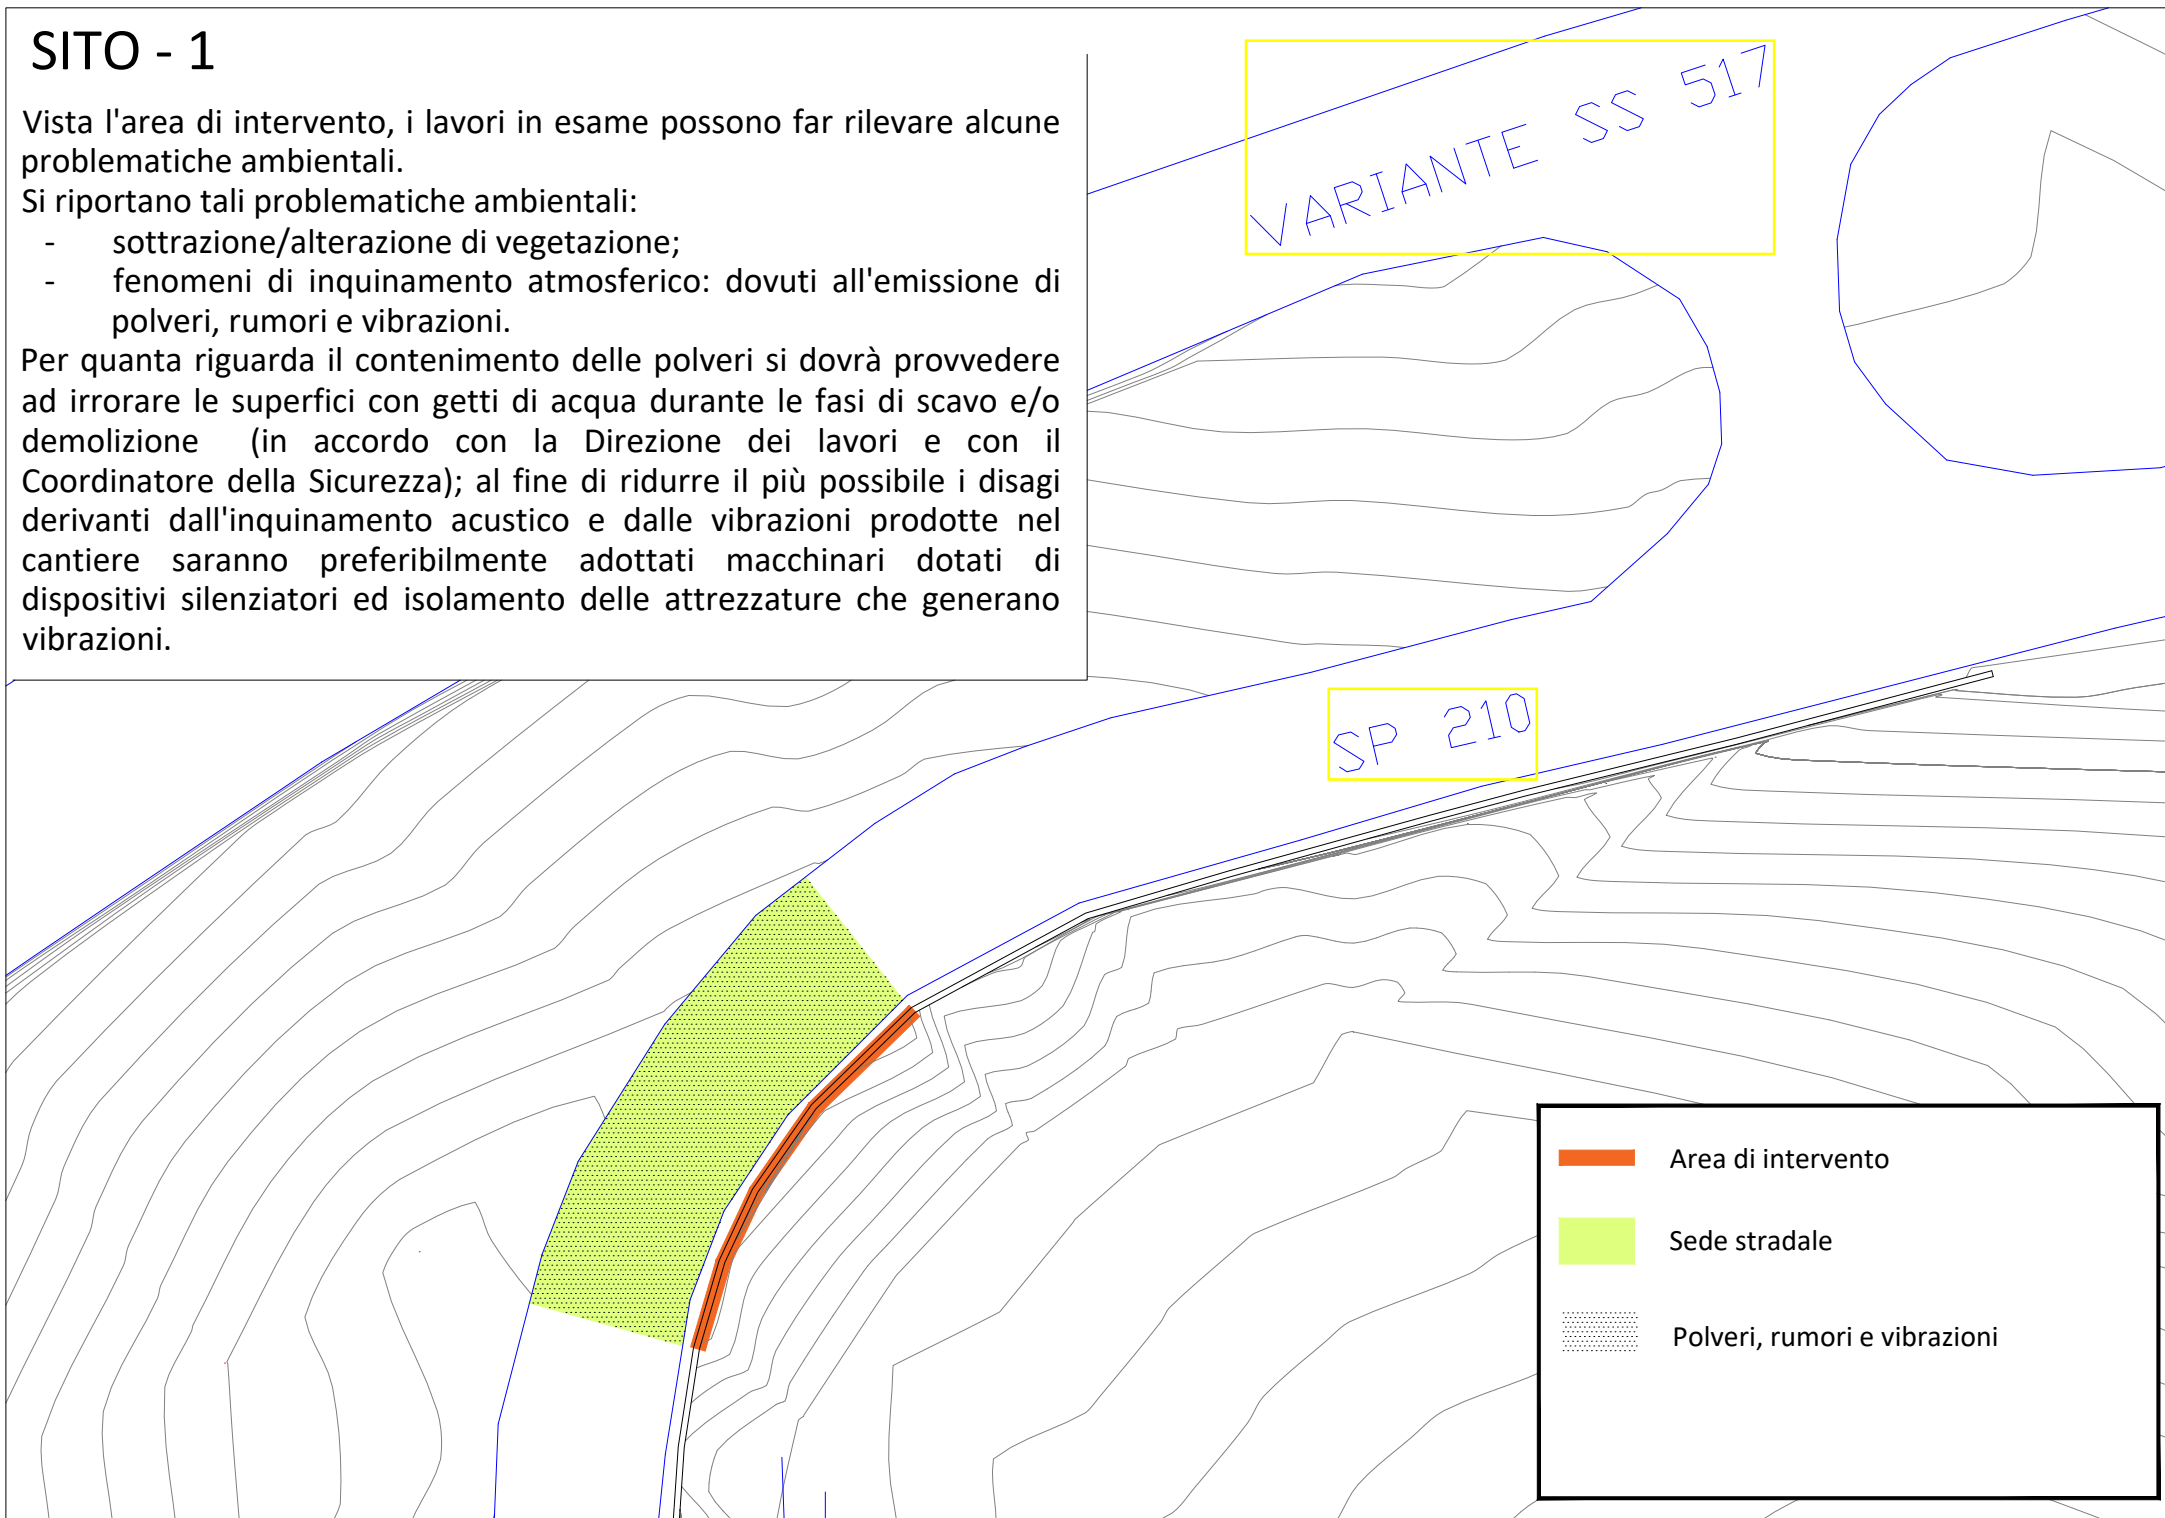 SITO - 1
Vista l'area di intervento, i lavori in esame possono far rilevare alcune
problematiche ambientali.
Si riportano tali problematiche ambientali:
- sottrazione/alterazione di vegetazione;
- fenomeni di inquinamento atmosferico: dovuti all'emissione di
polveri, rumori e vibrazioni.
Per quanta riguarda il contenimento delle polveri si dovrà provvedere
ad irrorare le superfici con getti di acqua durante le fasi di scavo e/o
demolizione (in accordo con la Direzione dei lavori e con il
Coordinatore della Sicurezza); al fine di ridurre il più possibile i disagi
derivanti dall'inquinamento acustico e dalle vibrazioni prodotte nel
cantiere saranno preferibilmente adottati macchinari dotati di
dispositivi silenziatori ed isolamento delle attrezzature che generano
vibrazioni.
VARIANTE SS 517
SP 210
Area di intervento
Sede stradale
Polveri, rumori e vibrazioni